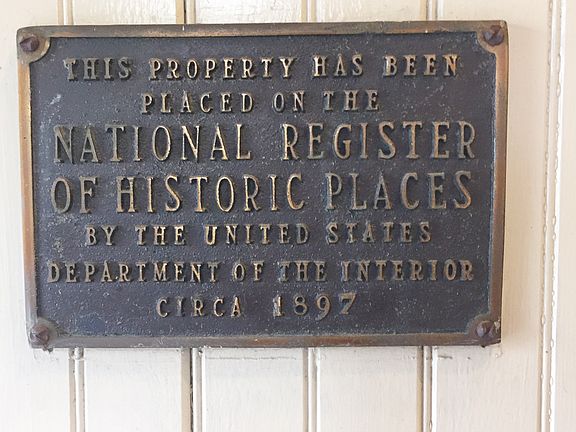 THIS PROPERTY HAS BEEN
PLACED ON THE
NATIONAL REGISTER
OF HISTORIC PLACES
BY THE UNITED STATES
DEPARTMENT OF THE INTERIOR
CIRCA 1897